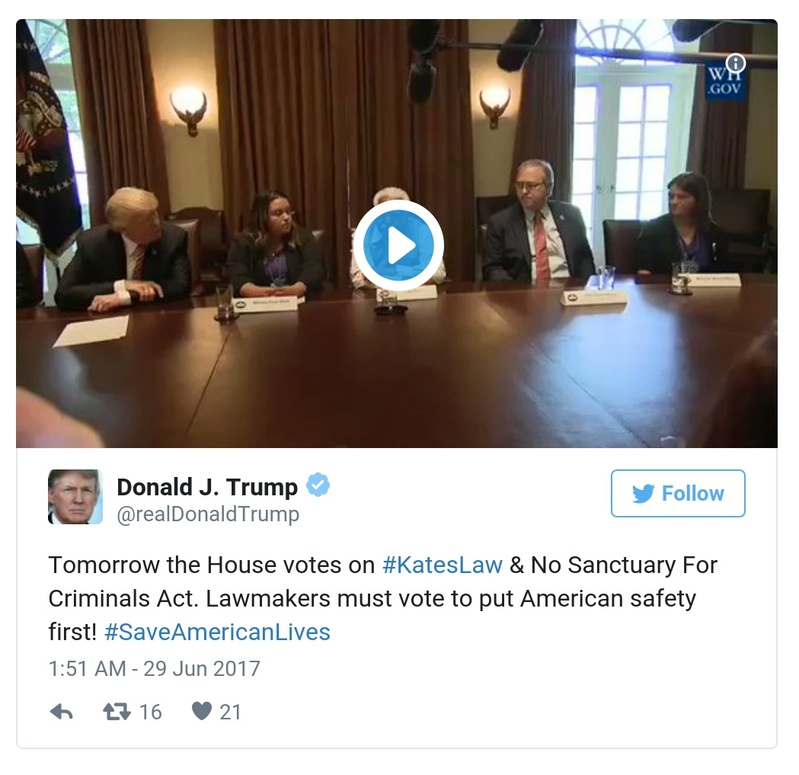 WH
.GOV
Donald J. Trump
@realDonaldTrump
Follow
Tomorrow the House votes on #KatesLaw & No Sanctuary For
Criminals Act. Lawmakers must vote to put American safety
first! #SaveAmericanLives
1:51 AM - 29 Jun 2017
16 21